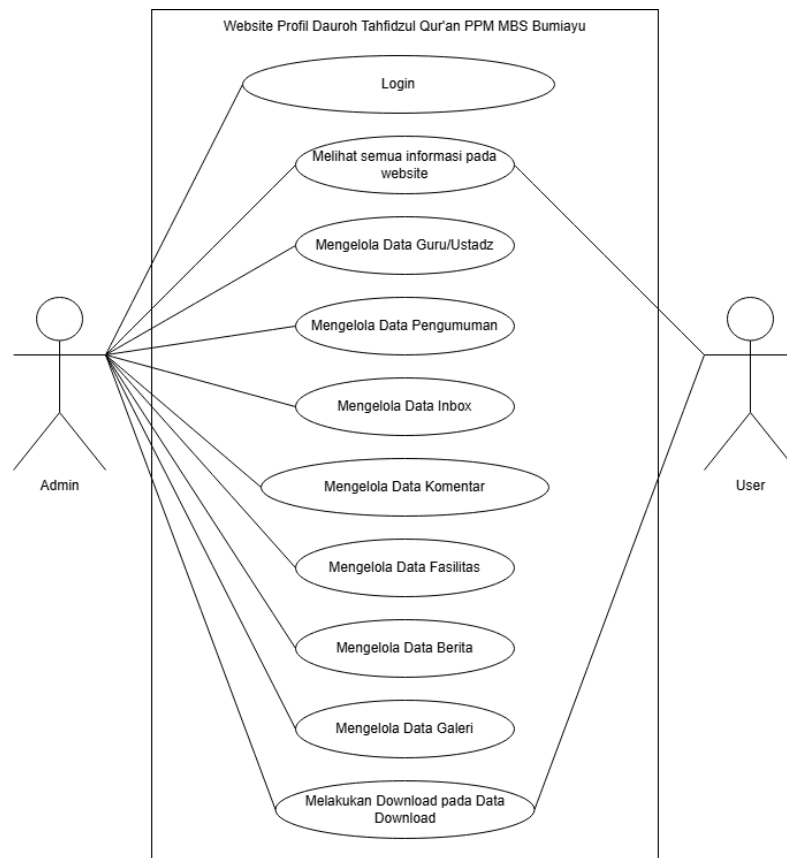 Website Profil Dauroh Tahfidzul Qur'an PPM MBS Bumiayu
Login
Melihat semua informasi pada
website
Mengelola Data Guru/Ustadz
Mengelola Data Pengumuman
Mengelola Data Inbox
Mengelola Data Komentar
Admin
User
Mengelola Data Fasilitas
Mengelola Data Berita
Mengelola Data Galeri
Melakukan Download pada Data
Download